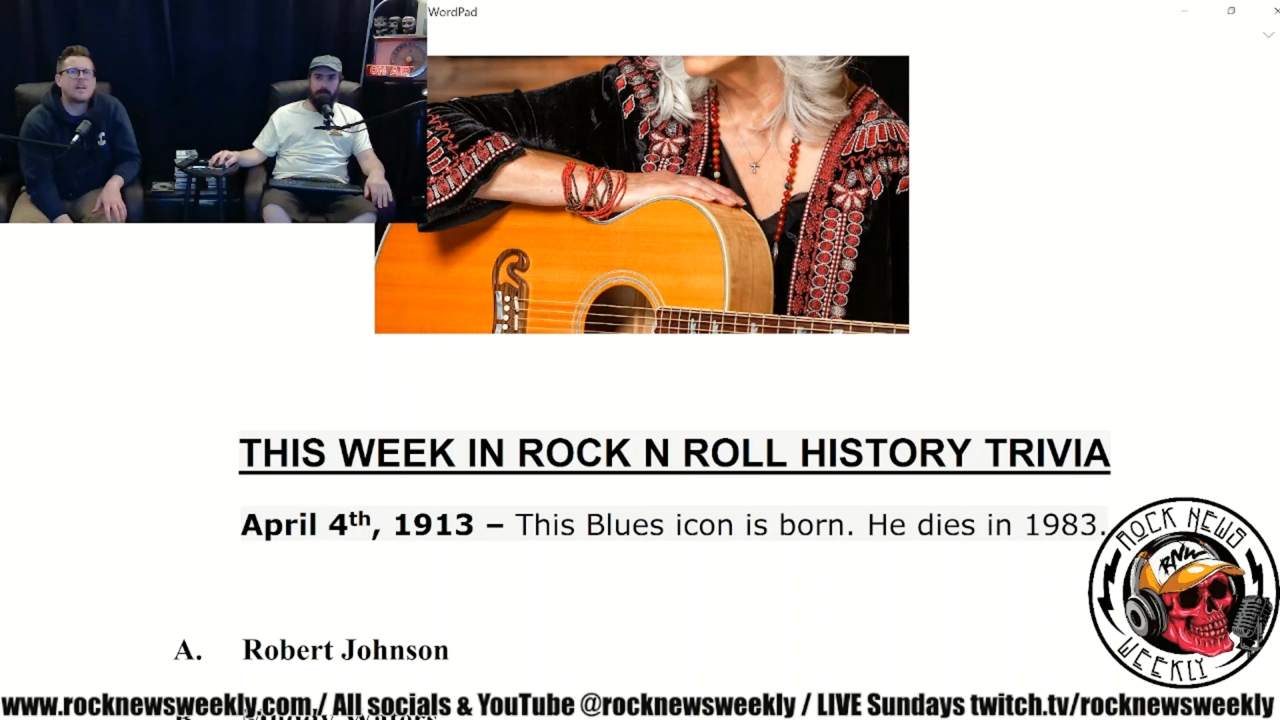 WordPad
ON AIR
THIS WEEK IN ROCK N ROLL HISTORY TRIVIA
April 4th, 1913 – This Blues icon is born. He dies in 1983.
ROCK NEWS
RNW
WEEKLY
A. Robert Johnson
www.rocknewsweekly.com / All socials & YouTube @rocknewsweekly / LIVE Sundays twitch.tv/rocknewsweekly